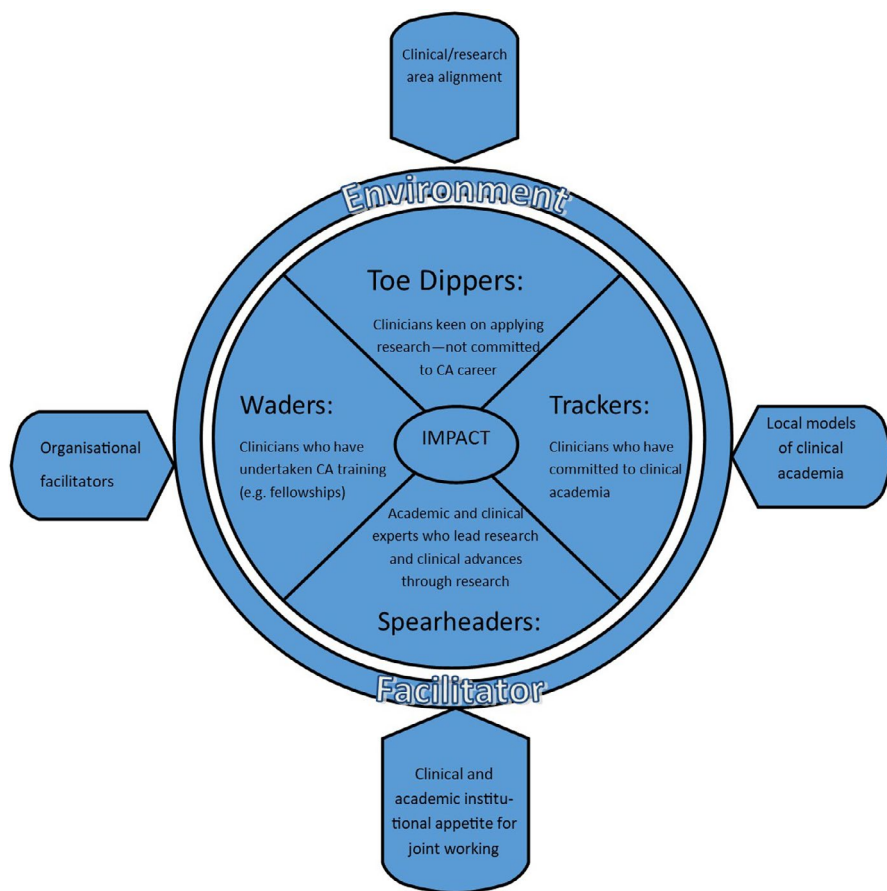 Clinical/research
area alignment
Environment
Toe Dippers:
Clinicians keen on applying
research—not committed
to CA career
Waders:
Clinicians who have
undertaken CA training
(e.g. fellowships)
IMPACT
Trackers:
Clinicians who have
committed to clinical
academia
Organisational
facilitators
Local models
of clinical
academia
Academic and clinical
experts who lead research
and clinical advances
through research
Spearheaders:
Facilitator
Clinical and
academic institu-
tional appetite for
joint working